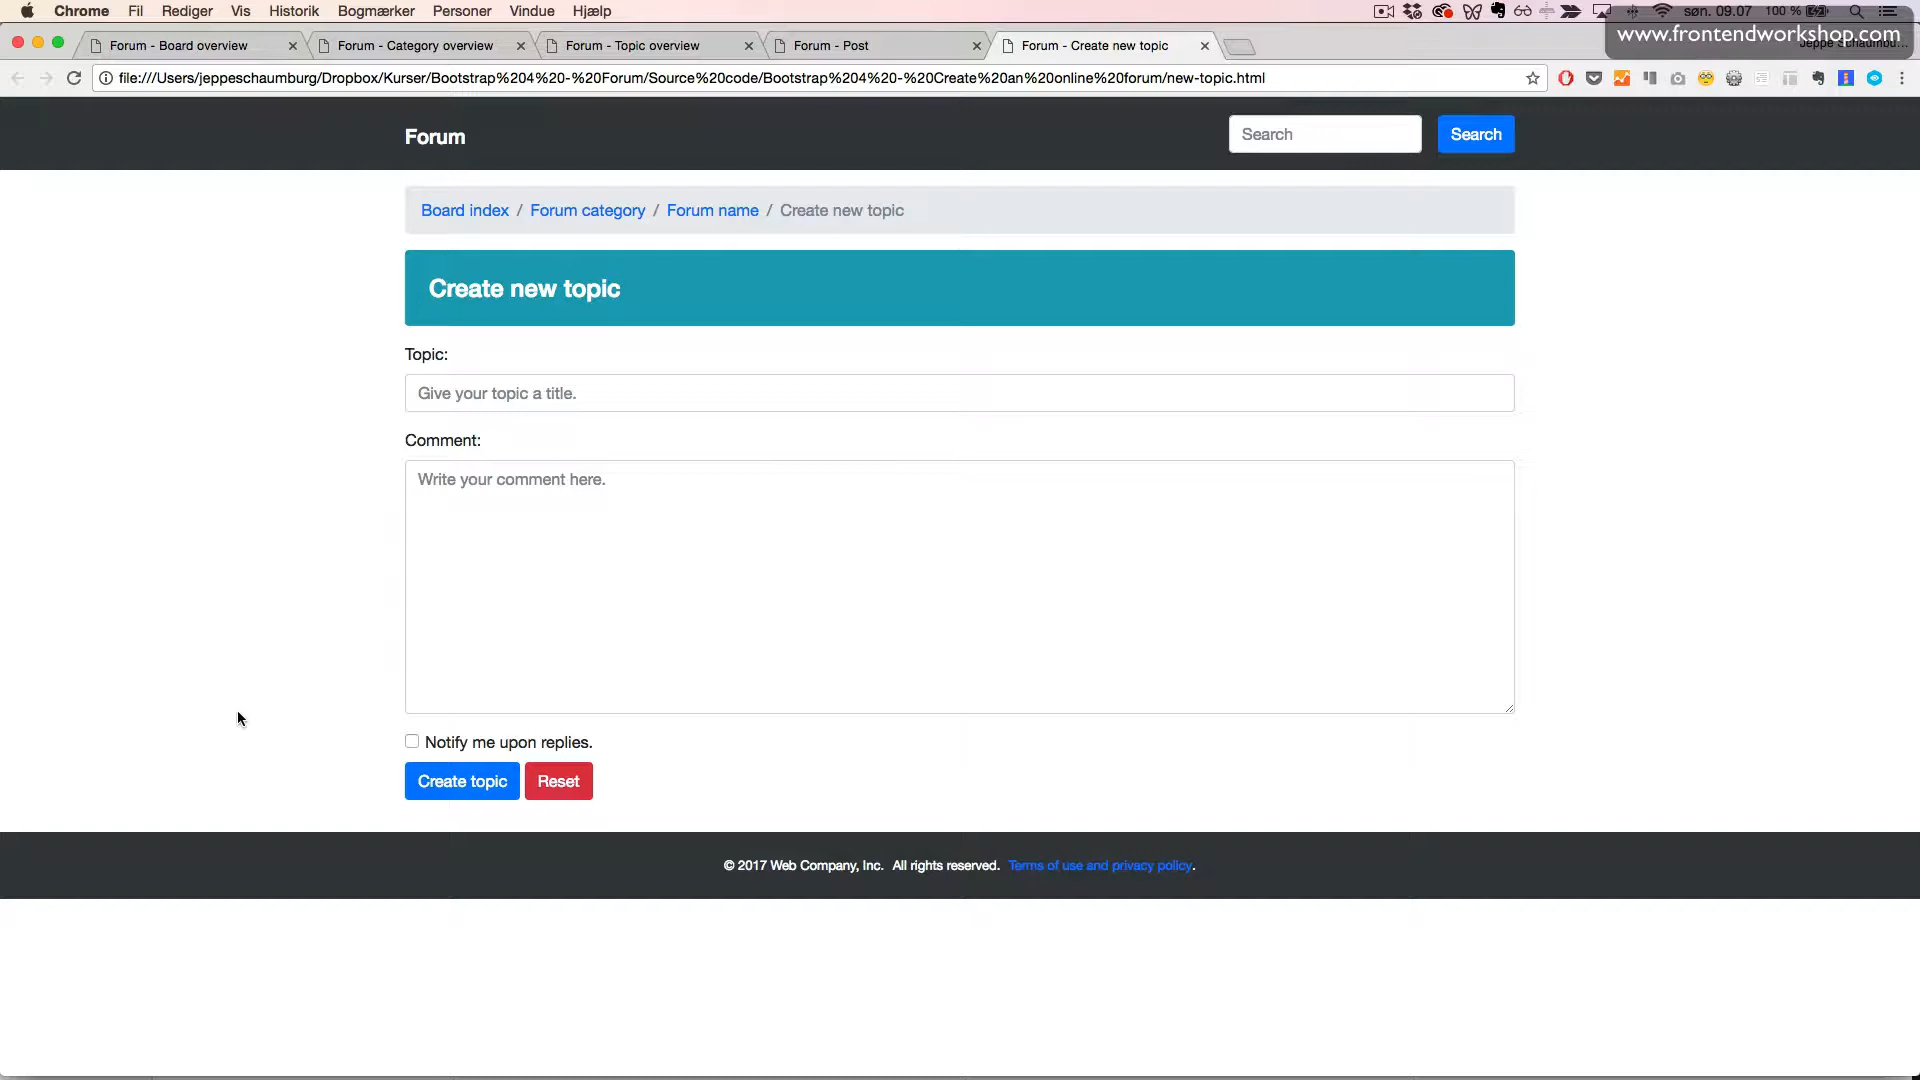 Chrome Fil Rediger Vis Historik Bogmærker Personer Vindue Hjælp søn. 09.07 100 %
www.frontendworkshop.com
Forum - Board overview
Forum - Category overview
Forum - Topic overview
Forum - Post
Forum - Create new topic
file:///Users/jeppeschaumburg/Dropbox/Kurser/Bootstrap%204%20-%20Forum/Source%20code/Bootstrap%204%20-%20Create%20an%20online%20forum/new-topic.html
Forum
Search
Search
Board index / Forum category / Forum name / Create new topic
Create new topic
Topic:
Give your topic a title.
Comment:
Write your comment here.
Notify me upon replies.
Create topic
Reset
© 2017 Web Company, Inc. All rights reserved. Terms of use and privacy policy.